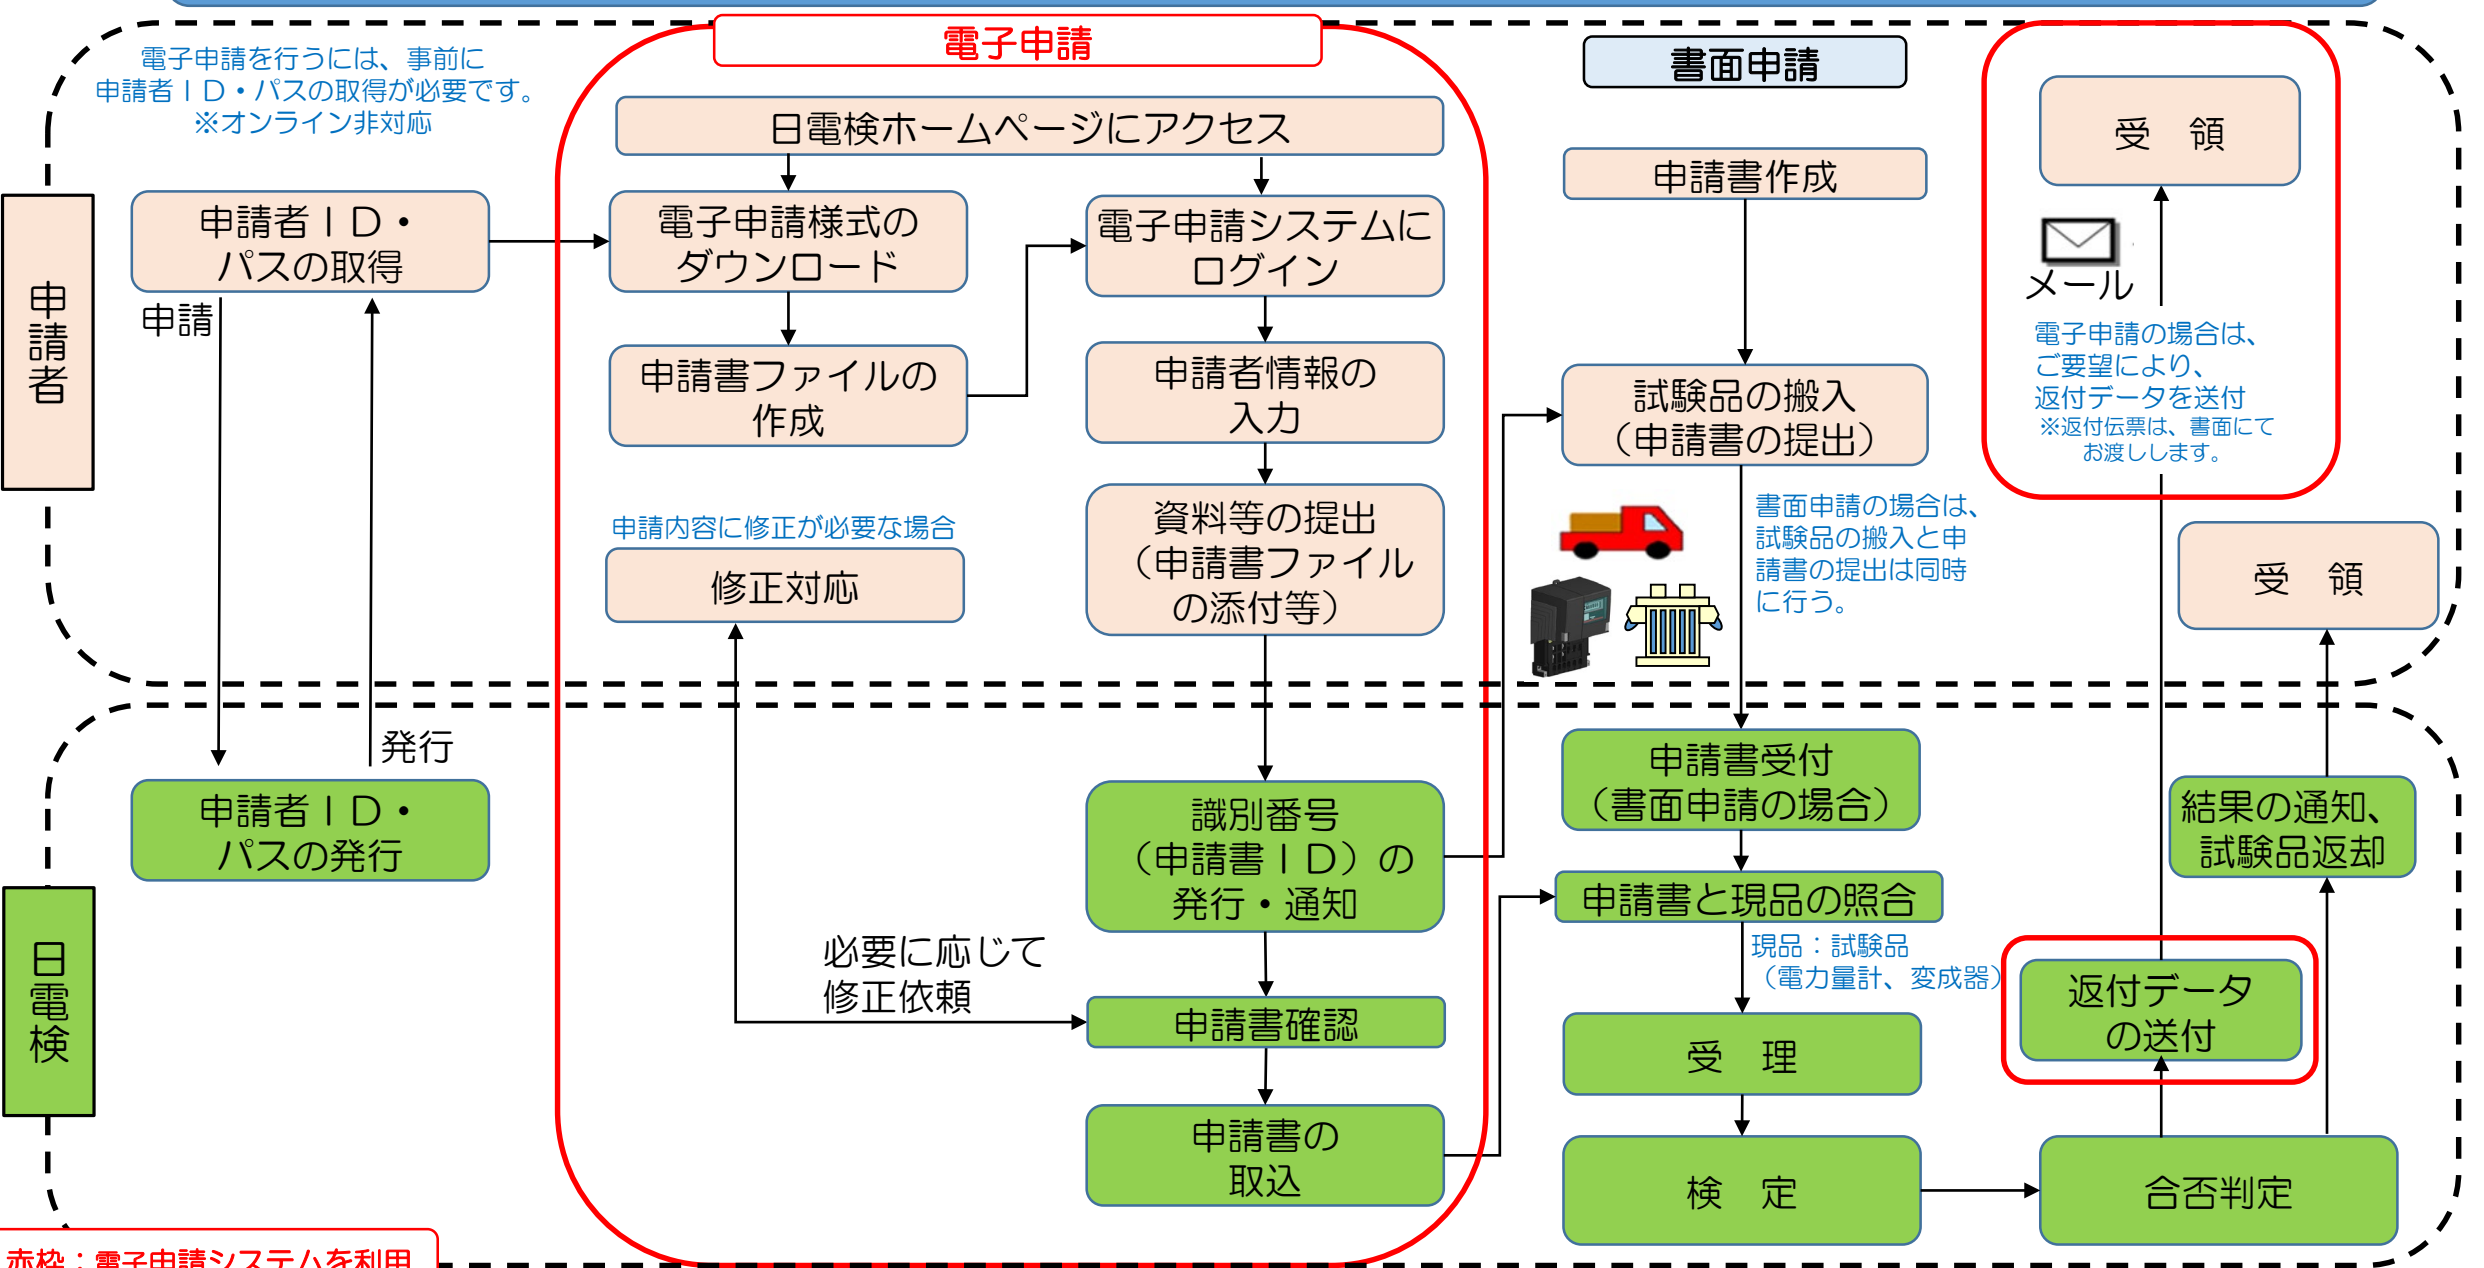 電子申請
書面申請
電子申請を行うには、事前に
申請者ＩＤ・パスの取得が必要です。
※オンライン非対応
申請者
申請者ＩＤ・
パスの取得
申請
日電検ホームページにアクセス
電子申請様式の
ダウンロード
申請書ファイルの
作成
電子申請システムに
ログイン
申請者情報の
入力
資料等の提出
（申請書ファイル
の添付等）
申請内容に修正が必要な場合
修正対応
申請書作成
試験品の搬入
（申請書の提出）
書面申請の場合は、
試験品の搬入と申
請書の提出は同時
に行う。
受　領
メール
電子申請の場合は、
ご要望により、
返付データを送付
※返付伝票は、書面にて
お渡しします。
受　領
日電検
発行
申請者ＩＤ・
パスの発行
識別番号
（申請書ＩＤ）の
発行・通知
必要に応じて
修正依頼
申請書確認
申請書の
取込
申請書受付
（書面申請の場合）
申請書と現品の照合
現品：試験品
（電力量計、変成器）
受　理
検　定
結果の通知、
試験品返却
返付データ
の送付
合否判定
赤枠：電子申請システムを利用